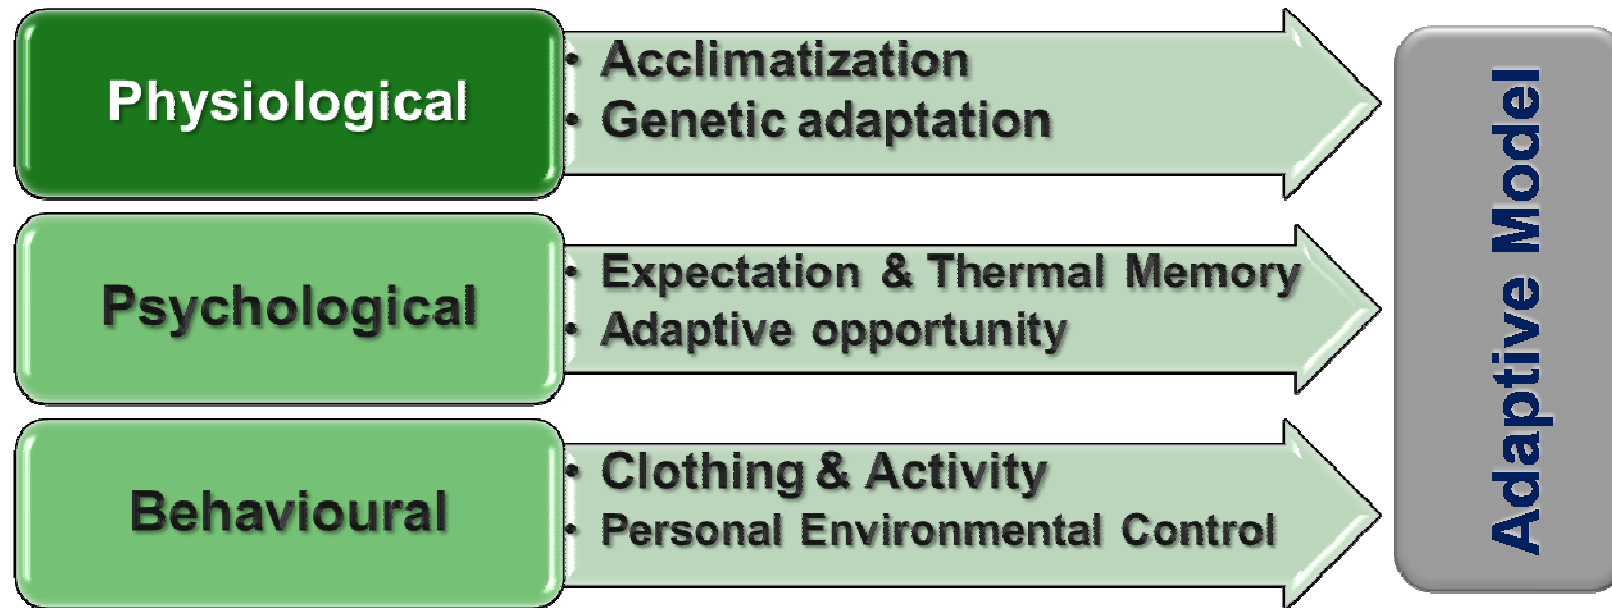 Physiological
• Acclimatization
• Genetic adaptation
Psychological
• Expectation & Thermal Memory
• Adaptive opportunity
Behavioural
• Clothing & Activity
• Personal Environmental Control
Adaptive Model